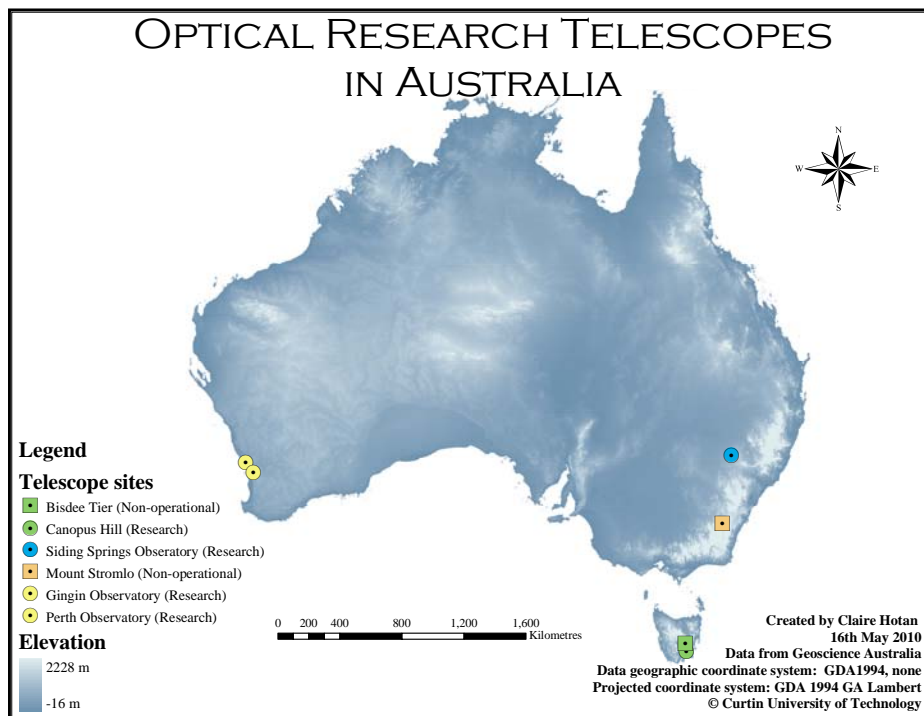 OPTICAL RESEARCH TELESCOPES
IN AUSTRALIA
N
W
E
S
Legend
Telescope sites
Bisdee Tier (Non-operational)
Canopus Hill (Research)
Siding Springs Observatory (Research)
Mount Stromlo (Non-operational)
Gingin Observatory (Research)
Perth Observatory (Research)
Elevation
2228 m
-16 m
0 200 400 800 1,200 1,600
Kilometres
Created by Claire Hotan
16th May 2010
Data from Geoscience Australia
Data geographic coordinate system: GDA1994, none
Projected coordinate system: GDA 1994 GA Lambert
© Curtin University of Technology